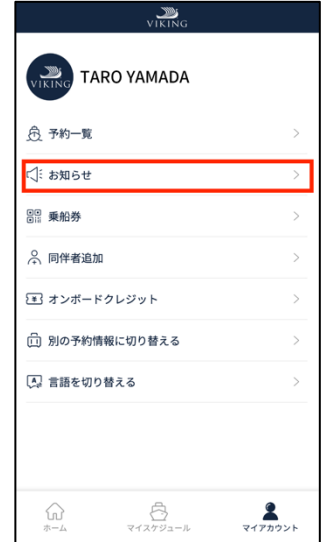 VIKING
VIKING
TARO YAMADA
予約一覧
お知らせ
乗船券
同伴者追加
オンボードクレジット
別の予約情報に切り替える
言語を切り替える
ホーム
マイスケジュール
マイアカウント